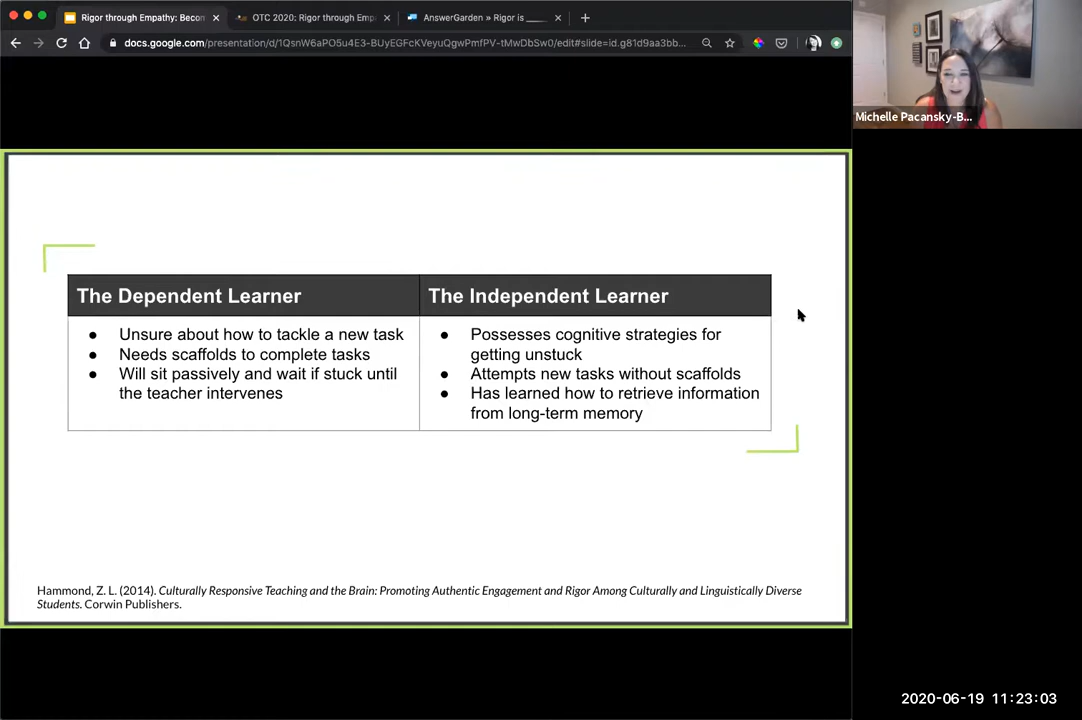 Rigor through Empathy: Becon
OTC 2020: Rigor through Emp
AnswerGarden » Rigor is ____
docs.google.com/presentation/d/1QsnW6aPO5u4E3-BUyEGFcKVeyuQgwPmfPV-tMwDbSw0/edit#slide=id.g81d9aa3bb...
Michelle Pacansky-B...
The Dependent Learner
● Unsure about how to tackle a new task
● Needs scaffolds to complete tasks
● Will sit passively and wait if stuck until
the teacher intervenes
The Independent Learner
● Possesses cognitive strategies for
getting unstuck
● Attempts new tasks without scaffolds
● Has learned how to retrieve information
from long-term memory
Hammond, Z. L. (2014). Culturally Responsive Teaching and the Brain: Promoting Authentic Engagement and Rigor Among Culturally and Linguistically Diverse
Students. Corwin Publishers.
2020-06-19 11:23:03